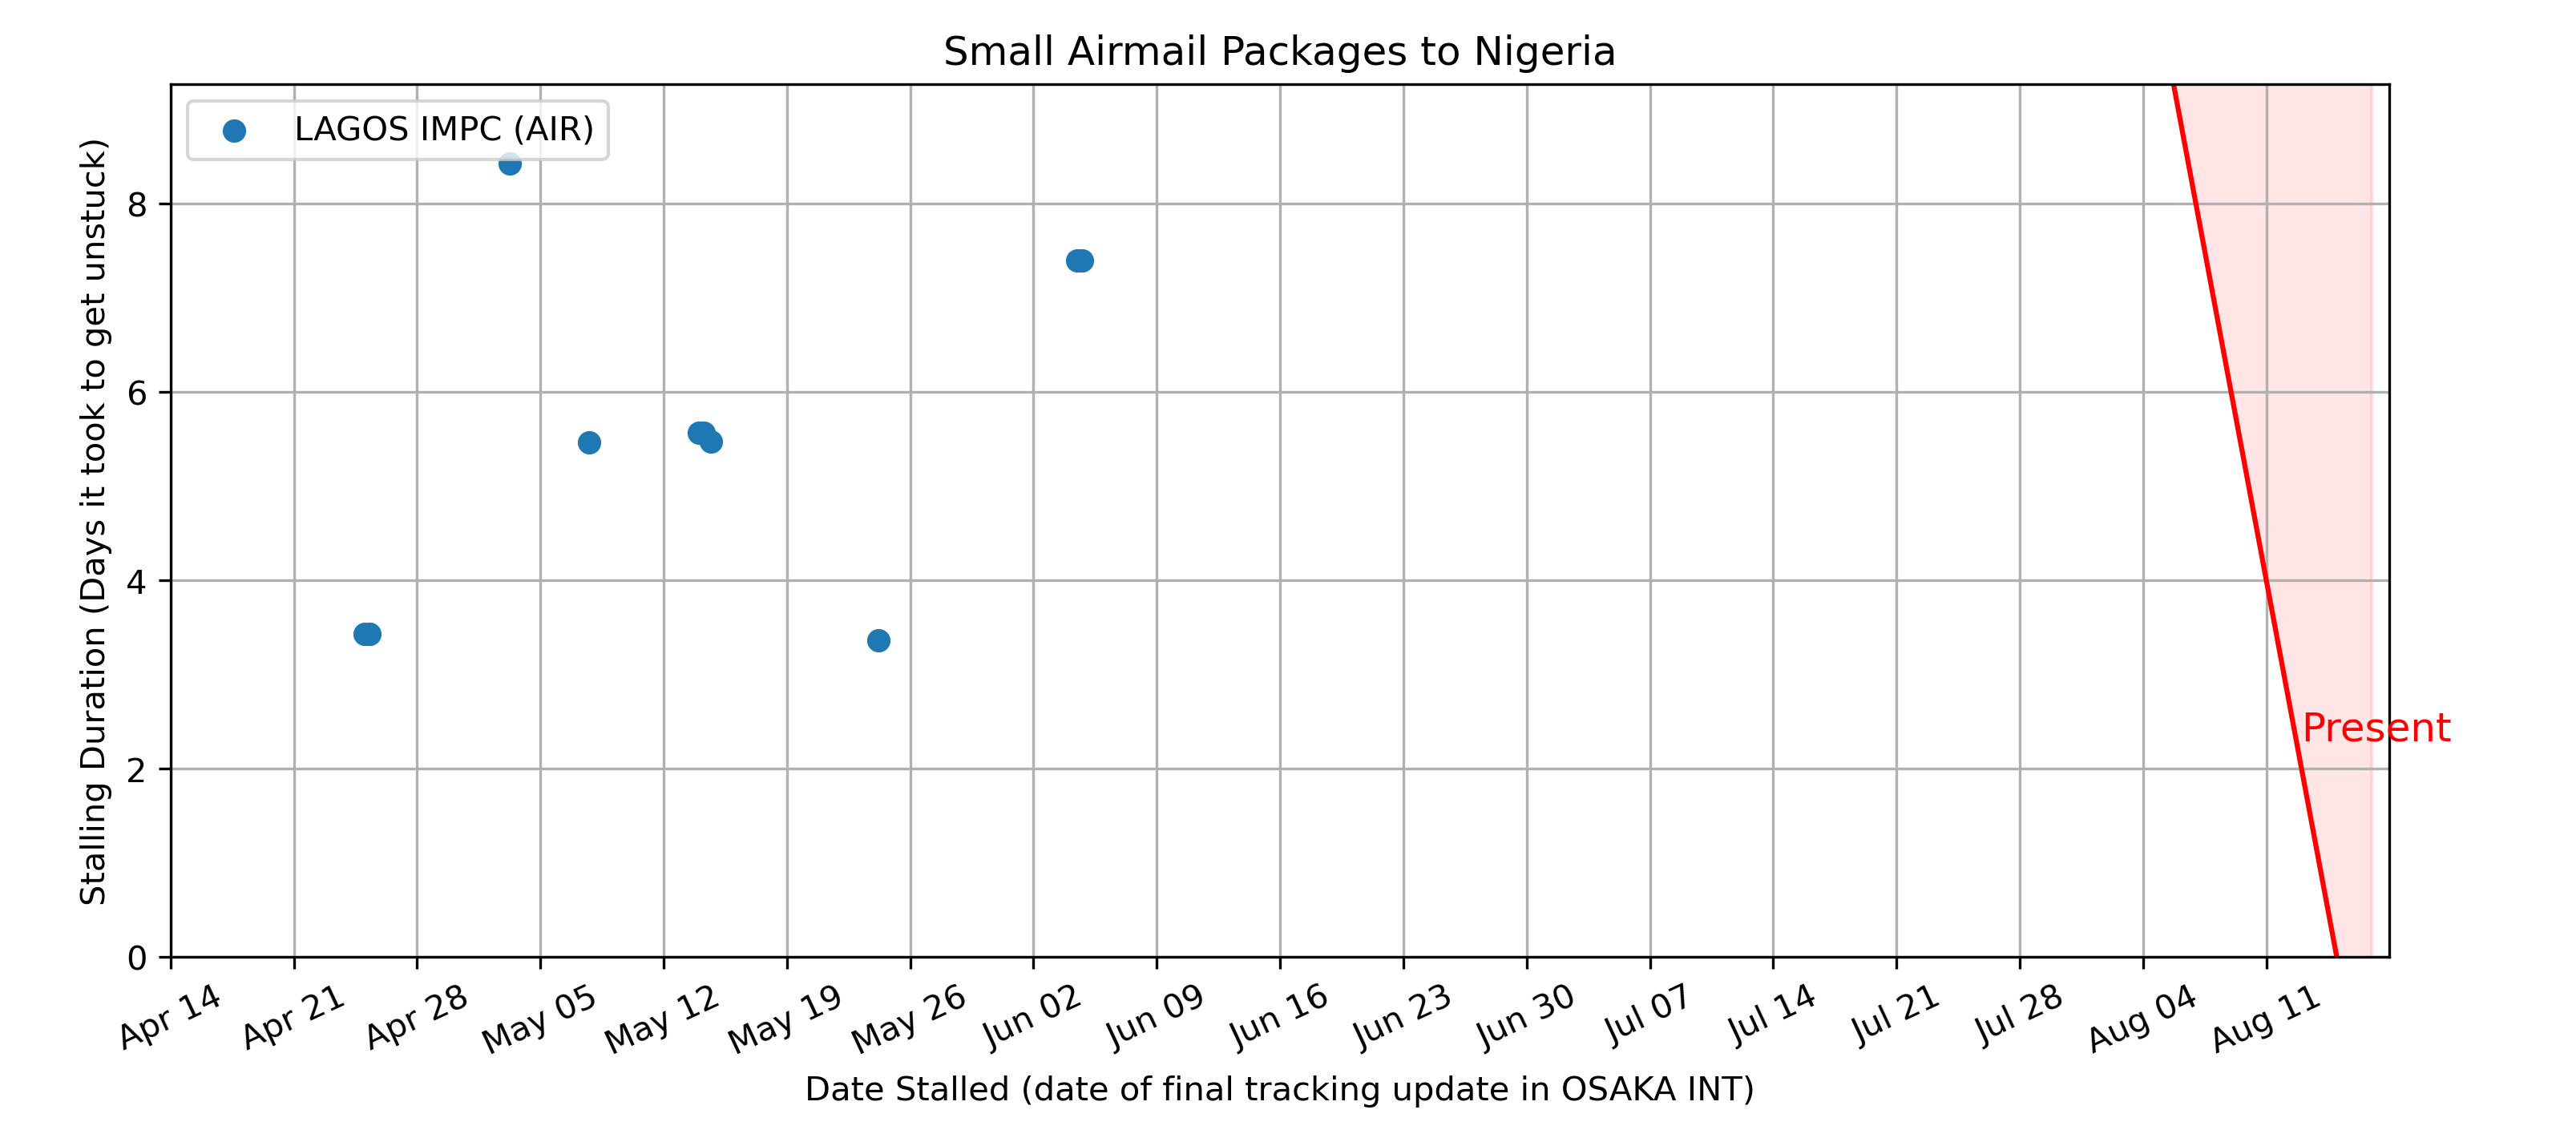 Small Airmail Packages to Nigeria
LAGOS IMPC (AIR)
Stalling Duration (Days it took to get unstuck)
8
6
4
2
0
Present
Apr 14
Apr 21
Apr 28
May 05
May 12
May 19
May 26
Jun 02
Jun 09
Jun 16
Jun 23
Jun 30
Jul 07
Jul 14
Jul 21
Jul 28
Aug 04
Aug 11
Date Stalled (date of final tracking update in OSAKA INT)